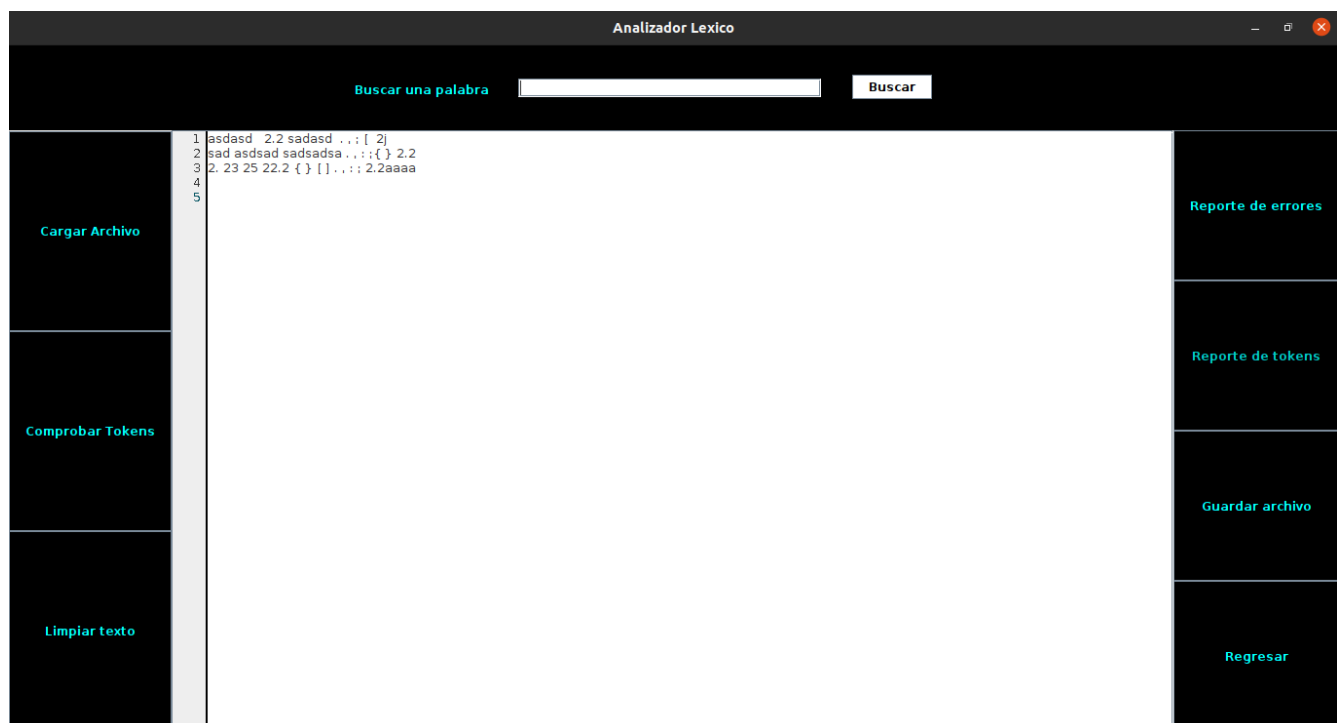 Analizador Lexico
Buscar una palabra Buscar
1 asdasd 2.2 sadasd . , ; [ 2j
2 sad asdsad sadsadsa . , : ; { } 2.2
3 2. 23 25 22.2 { } [ ] . , : ; 2.2aaaa
4
5
Cargar Archivo
Comprobar Tokens
Limpiar texto
Reporte de errores
Reporte de tokens
Guardar archivo
Regresar